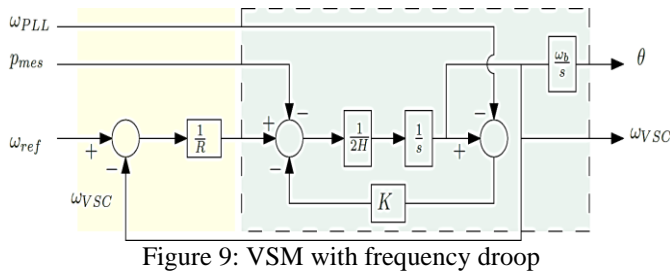 ω_PLL
p_mes
−
ω_b/s
θ
−
+
ω_ref
+
−
1/R
−
1/2H
1/s
+
ω_VSC
ω_VSC
K
Figure 9: VSM with frequency droop